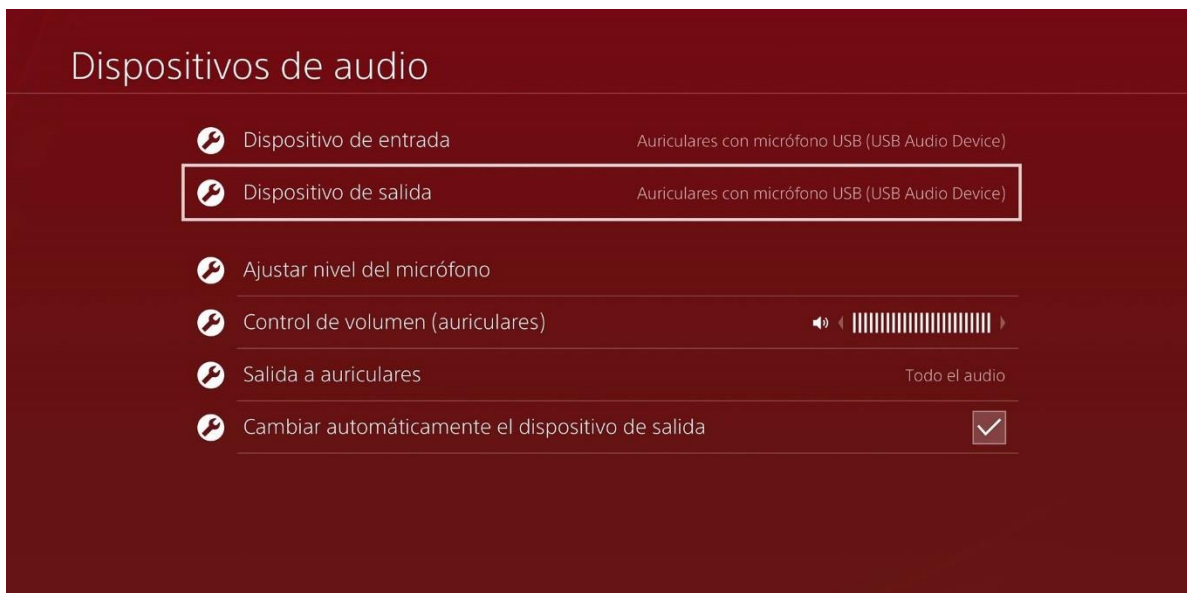 Dispositivos de audio
Dispositivo de entrada Auriculares con micrófono USB (USB Audio Device)
Dispositivo de salida Auriculares con micrófono USB (USB Audio Device)
Ajustar nivel del micrófono
Control de volumen (auriculares)
Salida a auriculares Todo el audio
Cambiar automáticamente el dispositivo de salida